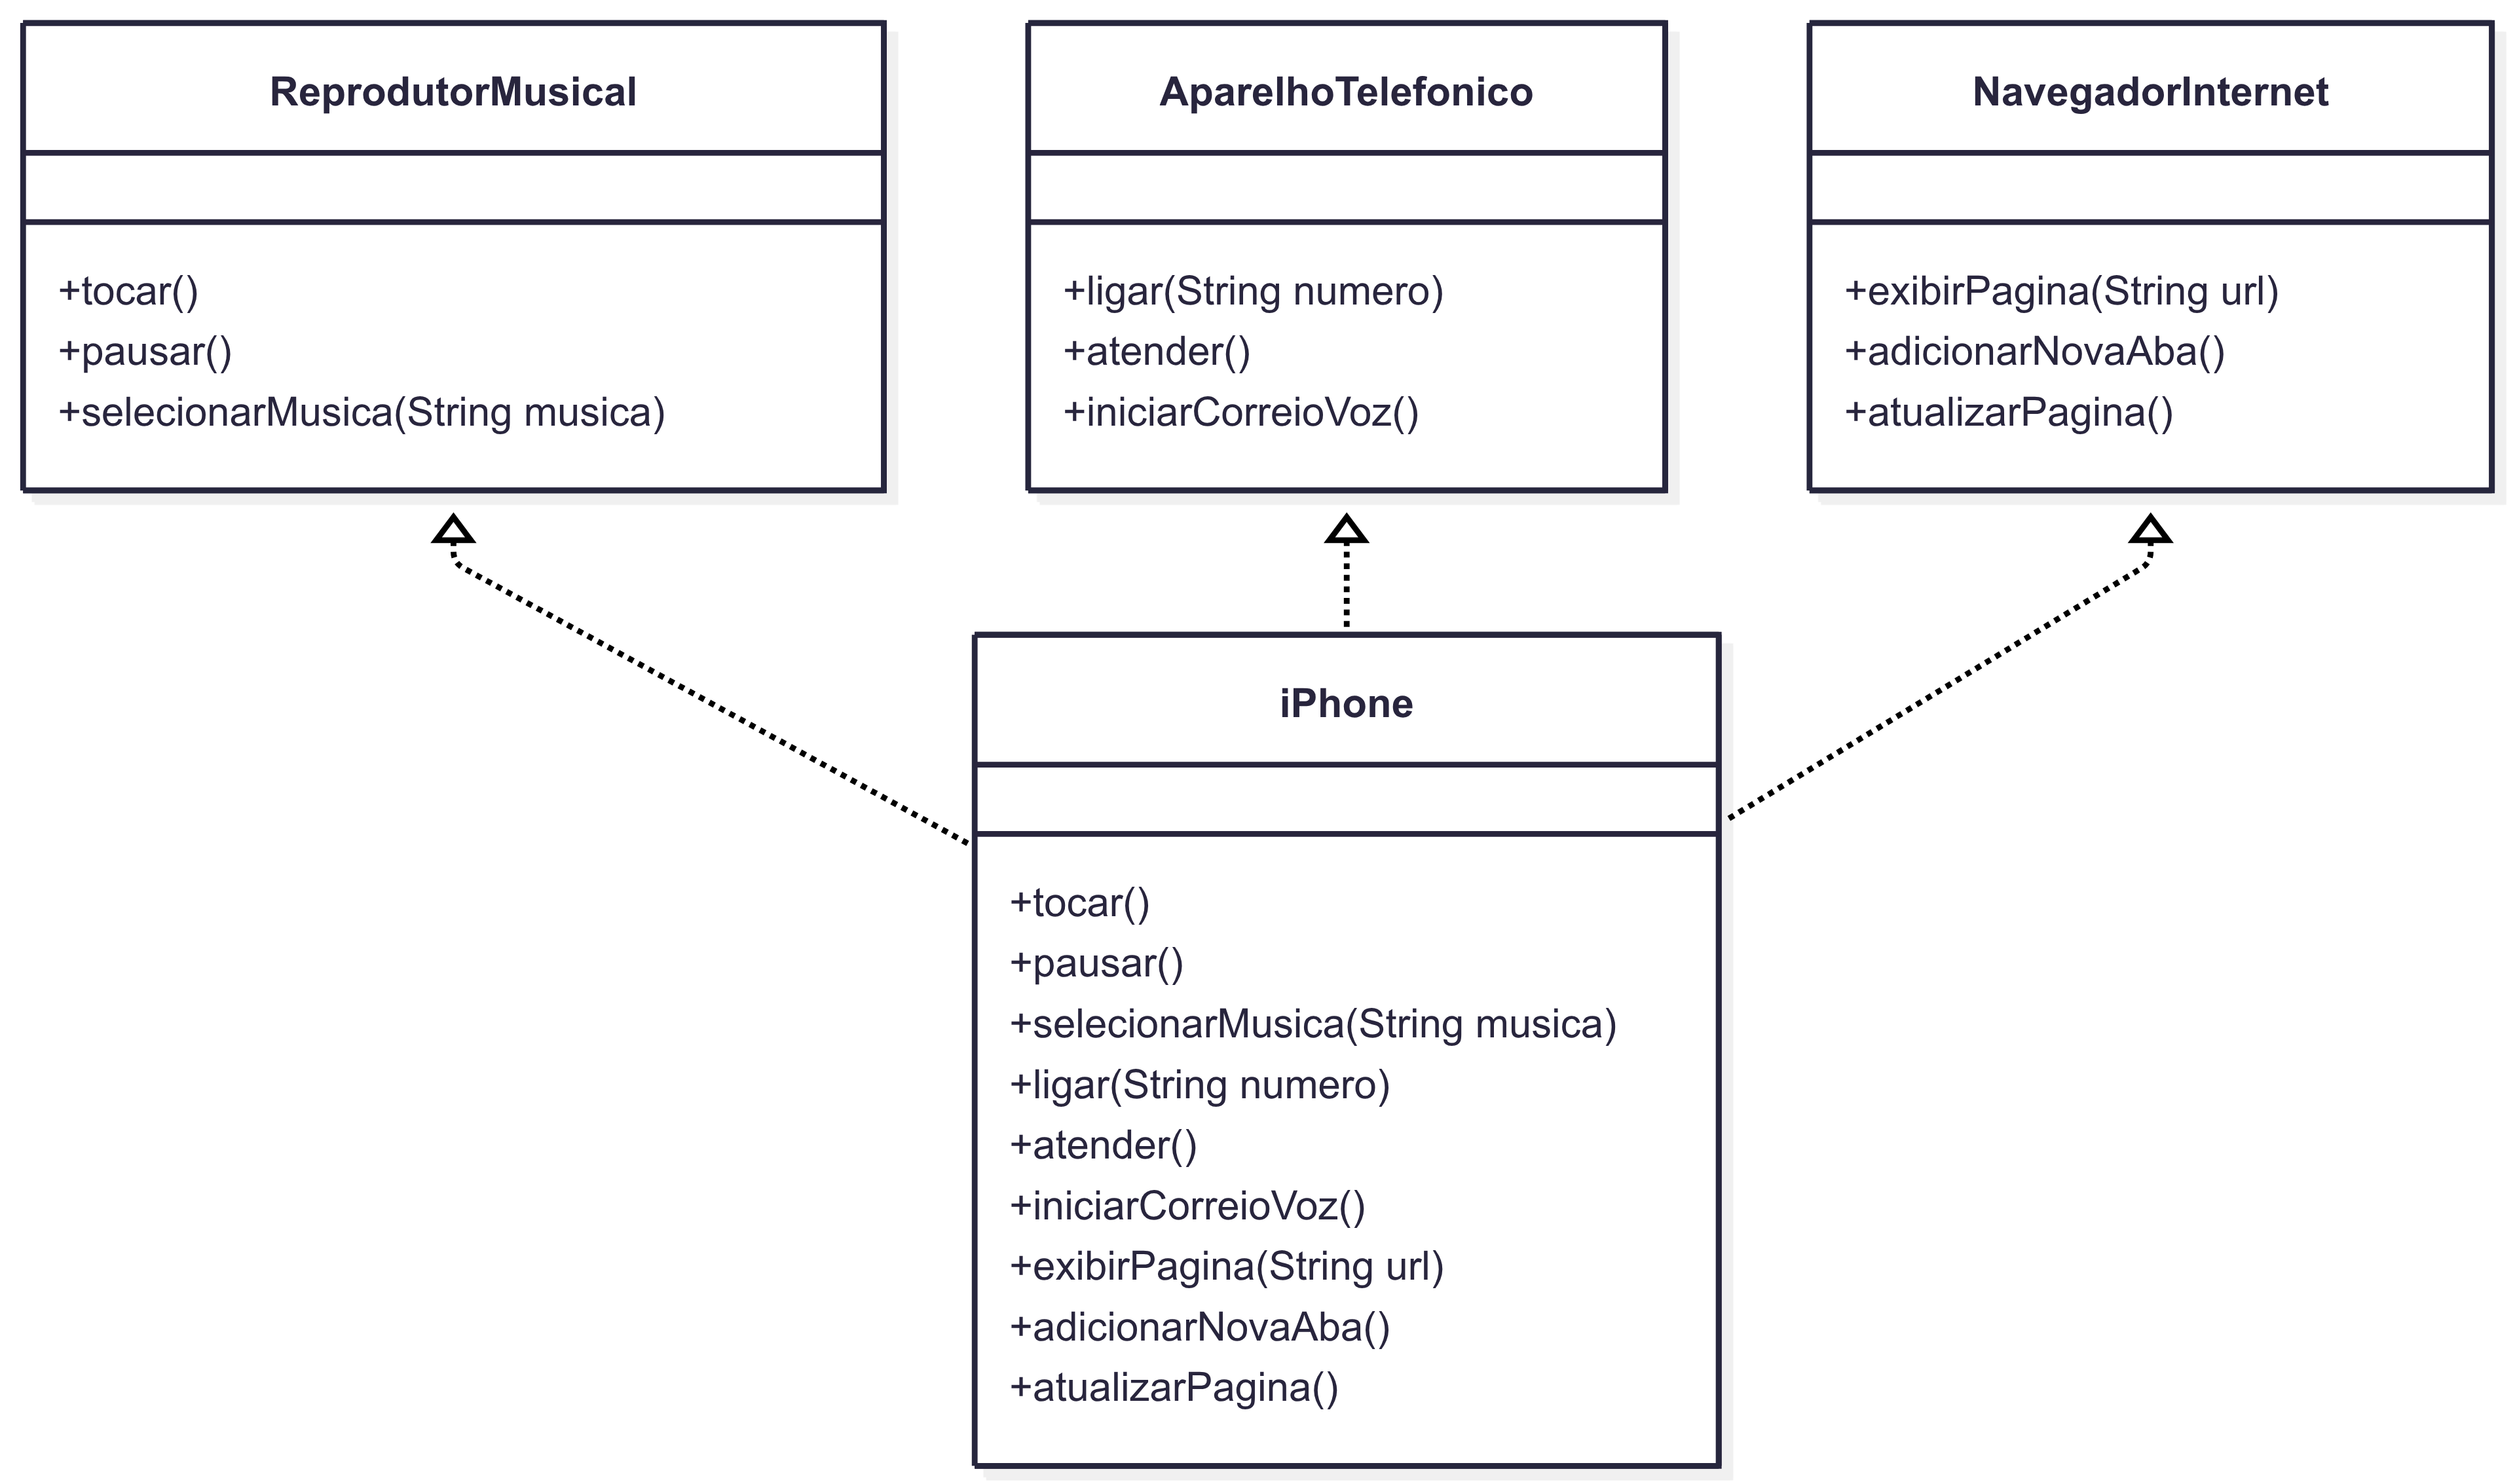 ReprodutorMusical
+tocar()
+pausar()
+selecionarMusica(String musica)
AparelhoTelefonico
+ligar(String numero)
+atender()
+iniciarCorreioVoz()
NavegadorInternet
+exibirPagina(String url)
+adicionarNovaAba()
+atualizarPagina()
iPhone
+tocar()
+pausar()
+selecionarMusica(String musica)
+ligar(String numero)
+atender()
+iniciarCorreioVoz()
+exibirPagina(String url)
+adicionarNovaAba()
+atualizarPagina()